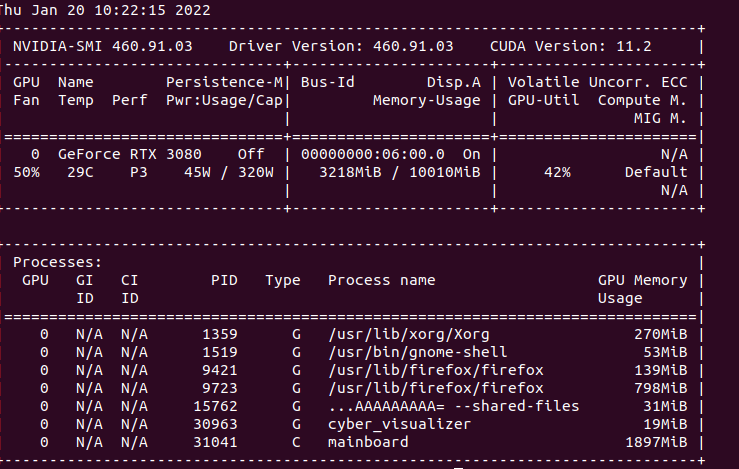 Thu Jan 20 10:22:15 2022
+-----------------------------------------------------------------------------+
| NVIDIA-SMI 460.91.03    Driver Version: 460.91.03    CUDA Version: 11.2     |
|-------------------------------+----------------------+----------------------+
| GPU  Name        Persistence-M| Bus-Id        Disp.A | Volatile Uncorr. ECC |
| Fan  Temp  Perf  Pwr:Usage/Cap|         Memory-Usage | GPU-Util  Compute M. |
|                               |                      |               MIG M. |
|===============================+======================+======================|
|   0  GeForce RTX 3080    Off  | 00000000:06:00.0  On |                  N/A |
| 50%   29C    P3    45W / 320W |   3218MiB / 10010MiB |     42%      Default |
|                               |                      |                  N/A |
+-------------------------------+----------------------+----------------------+
+-----------------------------------------------------------------------------+
| Processes:                                                                  |
|  GPU   GI   CI        PID   Type   Process name                  GPU Memory |
|        ID   ID                                                   Usage      |
|=============================================================================|
|    0   N/A  N/A      1359      G   /usr/lib/xorg/Xorg                270MiB |
|    0   N/A  N/A      1519      G   /usr/bin/gnome-shell               53MiB |
|    0   N/A  N/A      9421      G   /usr/lib/firefox/firefox          139MiB |
|    0   N/A  N/A      9723      G   /usr/lib/firefox/firefox          798MiB |
|    0   N/A  N/A     15762      G   ...AAAAAAAAA= --shared-files       31MiB |
|    0   N/A  N/A     30963      G   cyber_visualizer                   19MiB |
|    0   N/A  N/A     31041      C   mainboard                        1897MiB |
+-----------------------------------------------------------------------------+